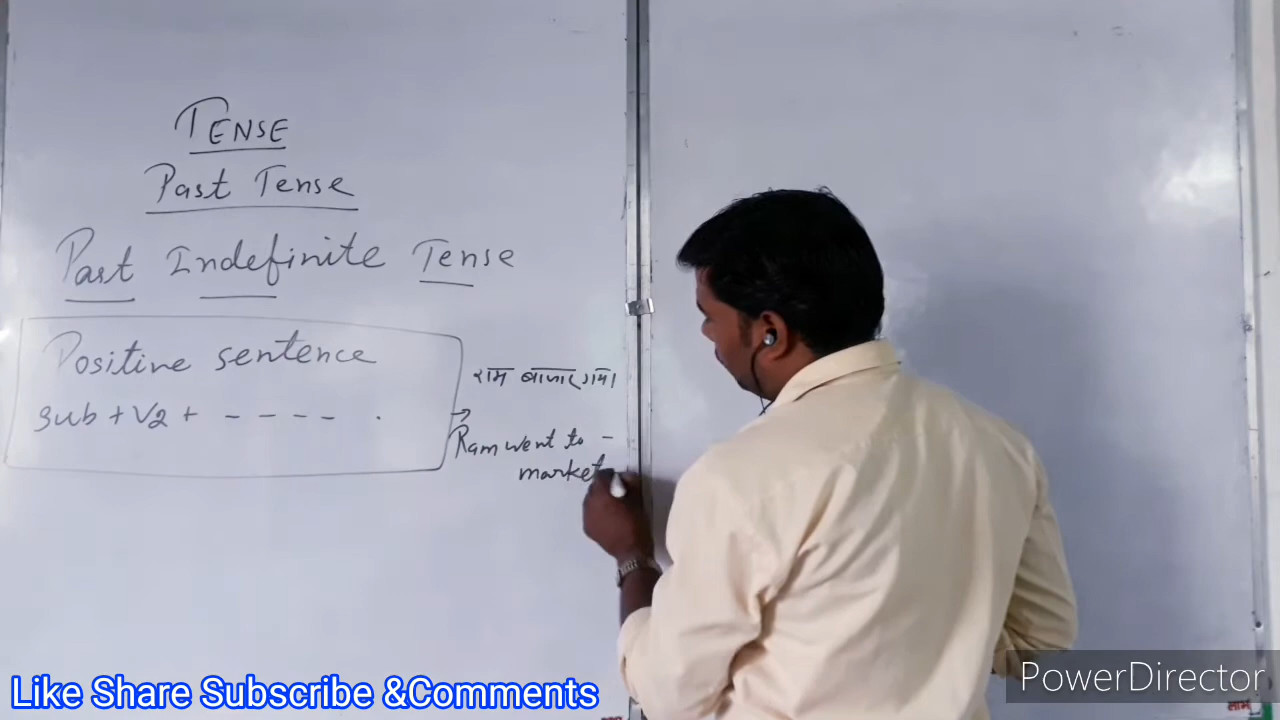 TENSE
Past Tense
Past Indefinite Tense
Positive sentence
Sub + V2 + - - - - .
राम बाजार गया।
→
Ram went to -
market
Like Share Subscribe &Comments
PowerDirector